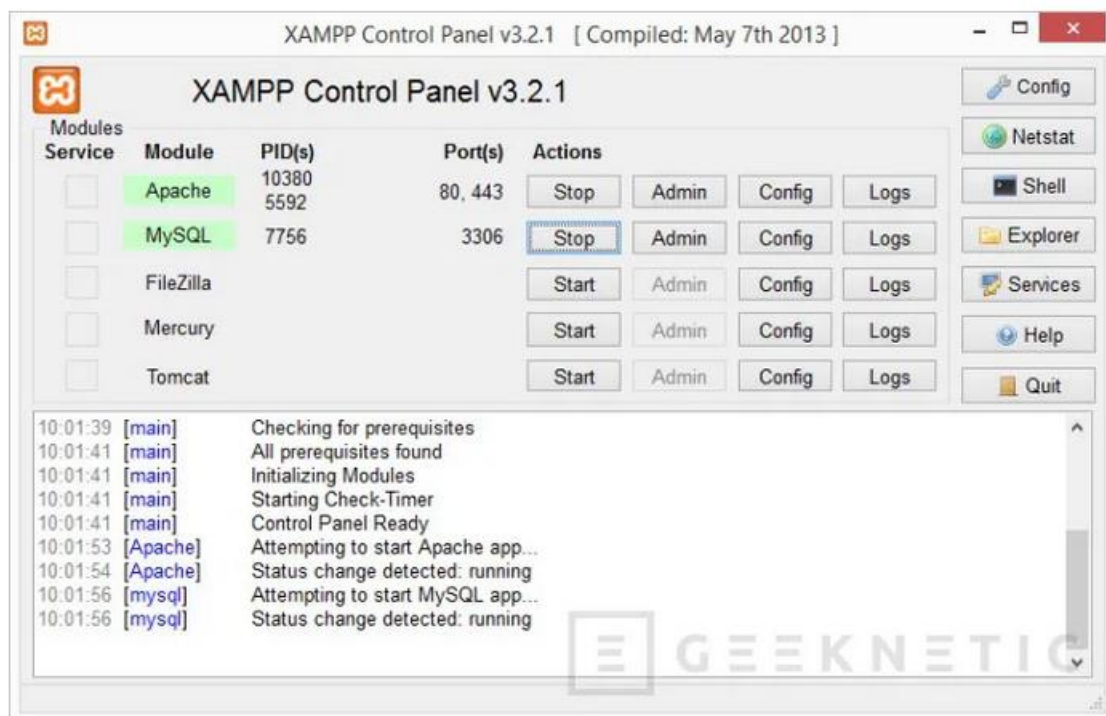 XAMPP Control Panel v3.2.1 [ Compiled: May 7th 2013 ]
XAMPP Control Panel v3.2.1
Config
Modules
Netstat
Service Module PID(s) Port(s) Actions
Apache 10380 5592 80, 443 Stop Admin Config Logs
Shell
MySQL 7756 3306 Stop Admin Config Logs
Explorer
FileZilla Start Admin Config Logs
Services
Mercury Start Admin Config Logs
Help
Tomcat Start Admin Config Logs
Quit
10:01:39 [main] Checking for prerequisites
10:01:41 [main] All prerequisites found
10:01:41 [main] Initializing Modules
10:01:41 [main] Starting Check-Timer
10:01:41 [main] Control Panel Ready
10:01:53 [Apache] Attempting to start Apache app...
10:01:54 [Apache] Status change detected: running
10:01:56 [mysql] Attempting to start MySQL app...
10:01:56 [mysql] Status change detected: running
GEEKNETIC